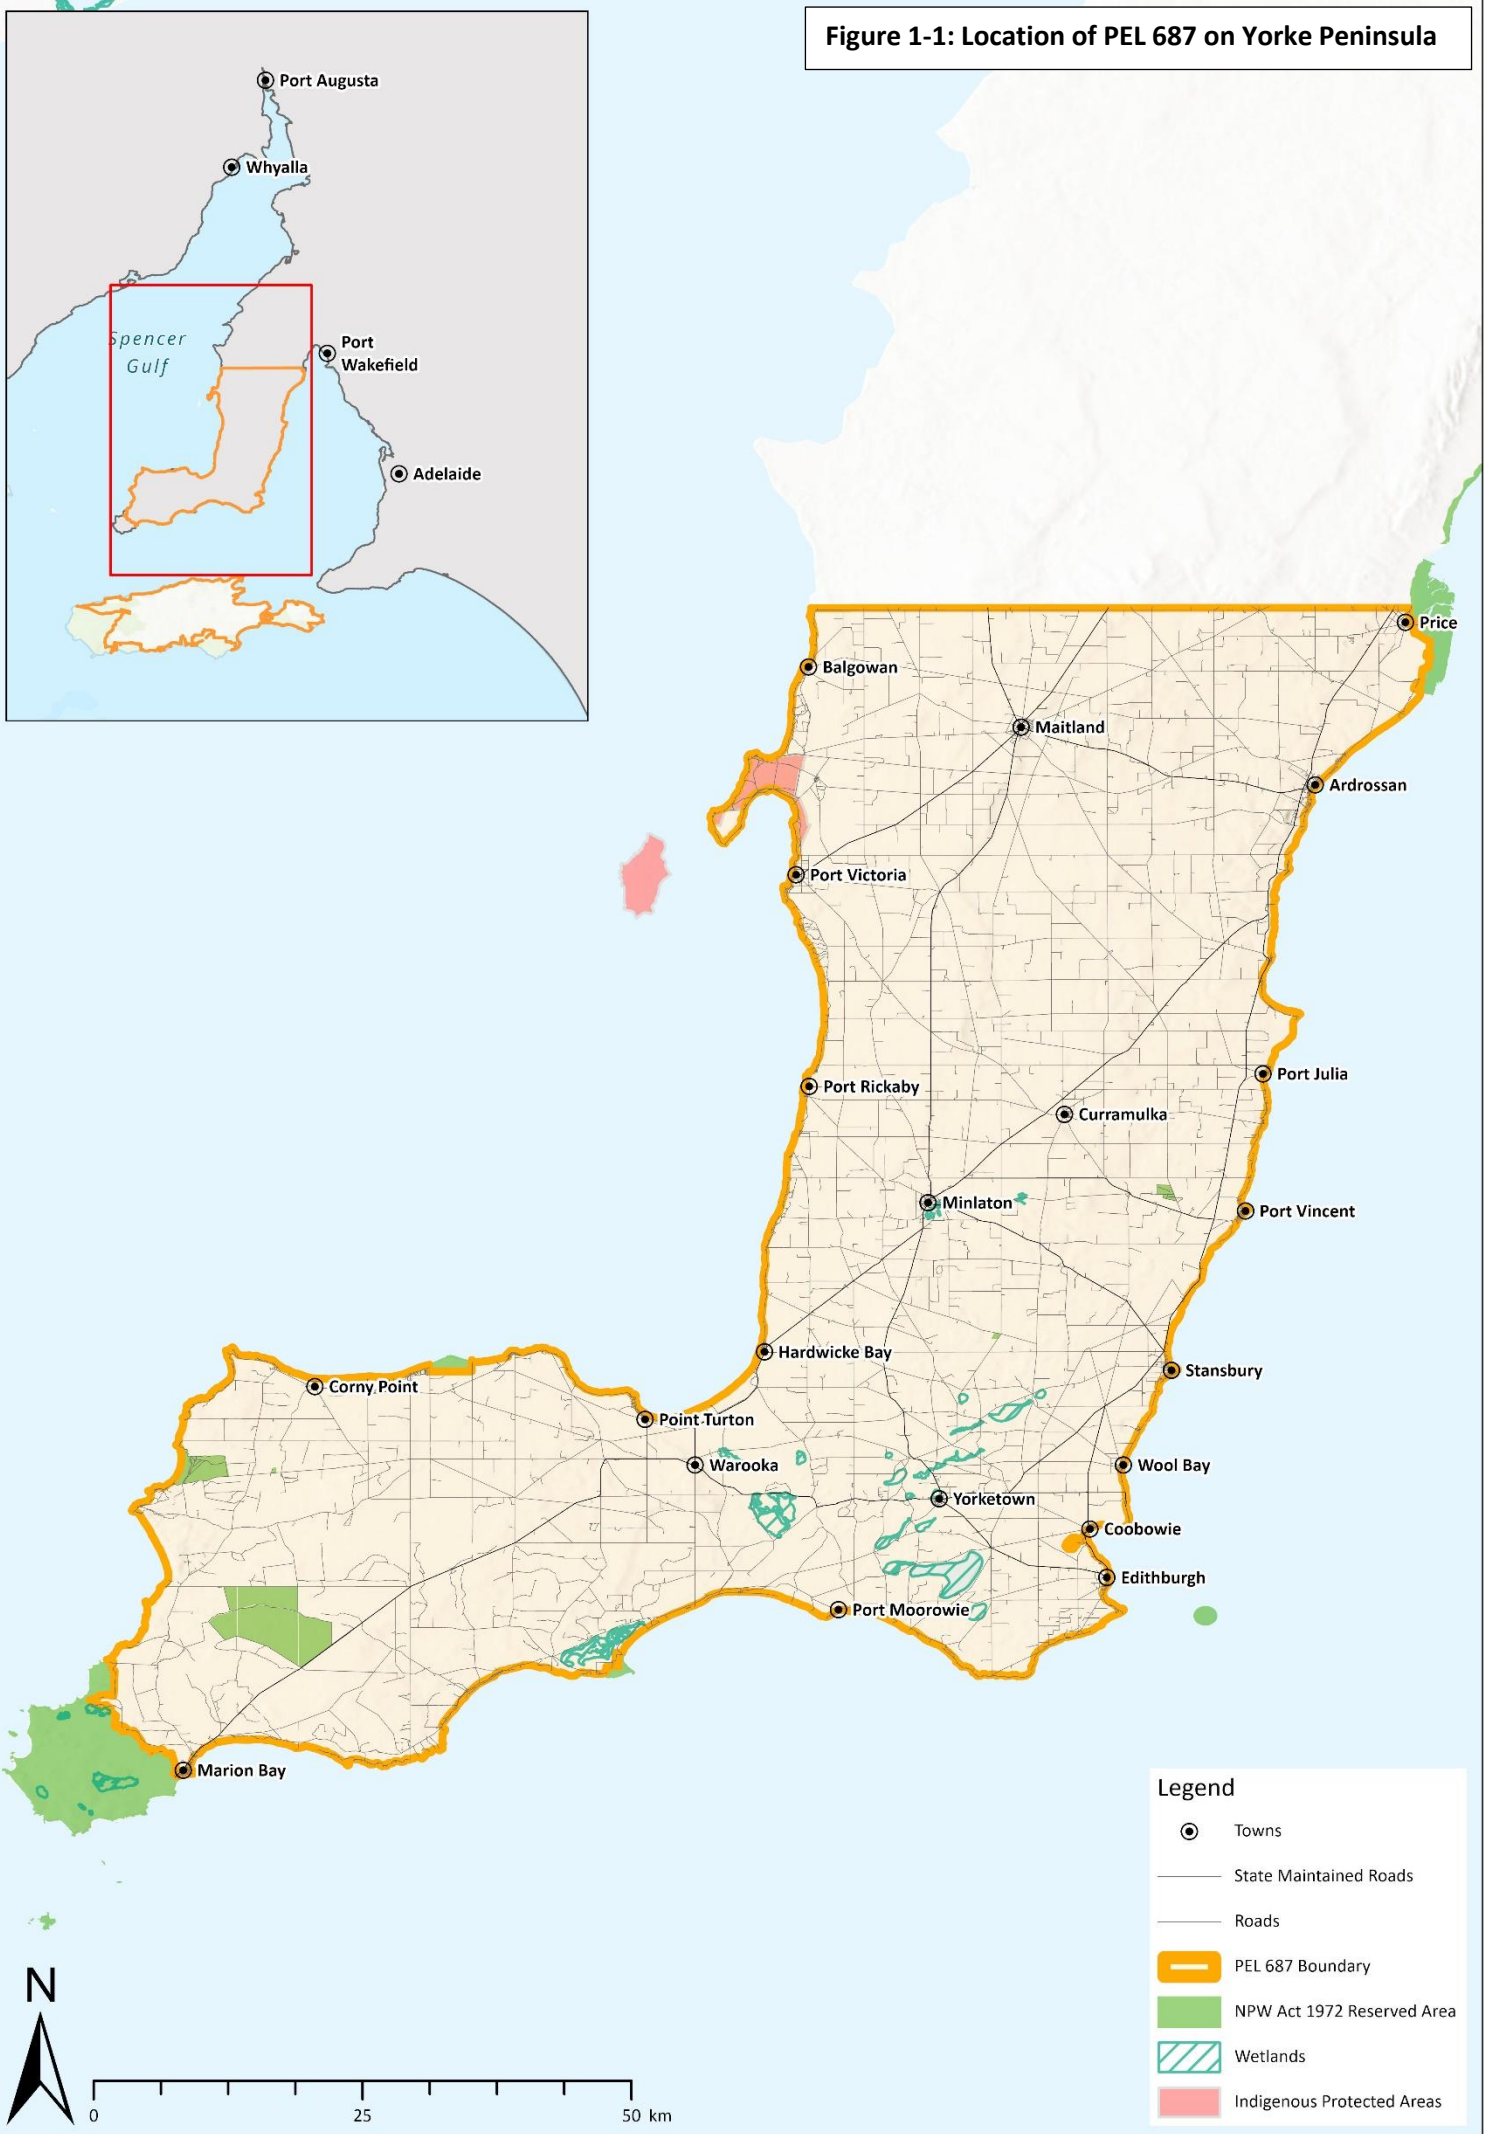 Figure 1-1: Location of PEL 687 on Yorke Peninsula
Port Augusta
Whyalla
Spencer
Gulf
Port
Wakefield
Adelaide
Price
Balgowan
Maitland
Ardrossan
Port Victoria
Port Julia
Port Rickaby
Curramulka
Minlaton
Port Vincent
Hardwicke Bay
Stansbury
Corny Point
Point Turton
Warooka
Wool Bay
Yorketown
Coobowie
Edithburgh
Port Moorowie
Marion Bay
Legend
Towns
State Maintained Roads
Roads
PEL 687 Boundary
NPW Act 1972 Reserved Area
Wetlands
Indigenous Protected Areas
N
0 25 50 km